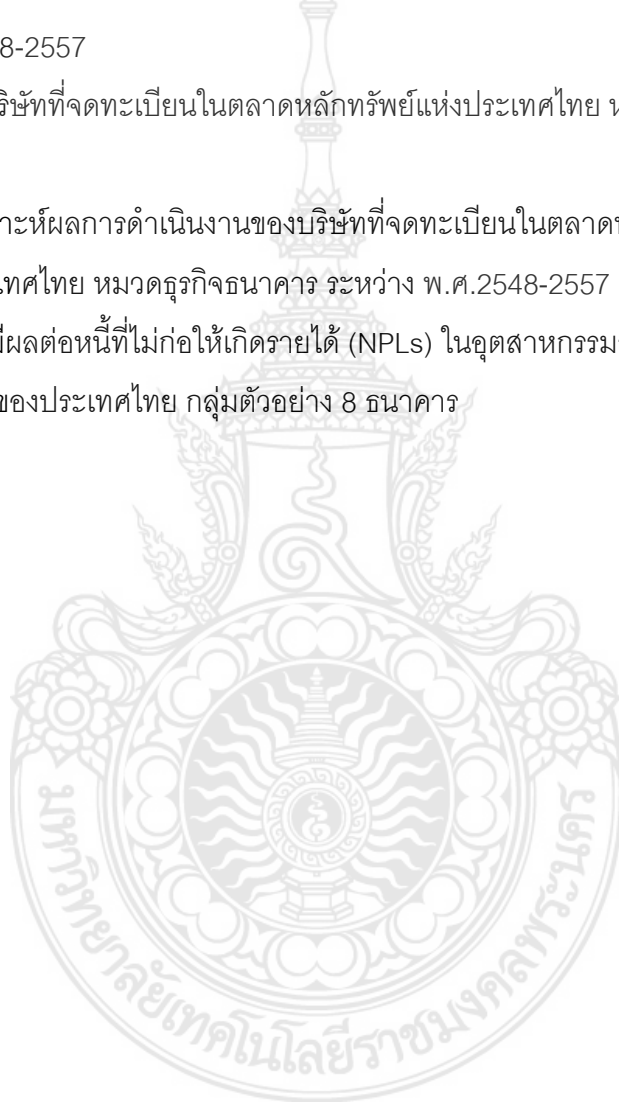 8-2557
ริษัทที่จดทะเบียนในตลาดหลักทรัพย์แห่งประเทศไทย ห
าะห์ผลการดำเนินงานของบริษัทที่จดทะเบียนในตลาดห
เทศไทย หมวดธุรกิจธนาคาร ระหว่าง พ.ศ.2548-2557
มีผลต่อหนี้ที่ไม่ก่อให้เกิดรายได้ (NPLs) ในอุตสาหกรรม
ของประเทศไทย กลุ่มตัวอย่าง 8 ธนาคาร
มหาวิทยาลัยเทคโนโลยีราชมงคลพระนคร